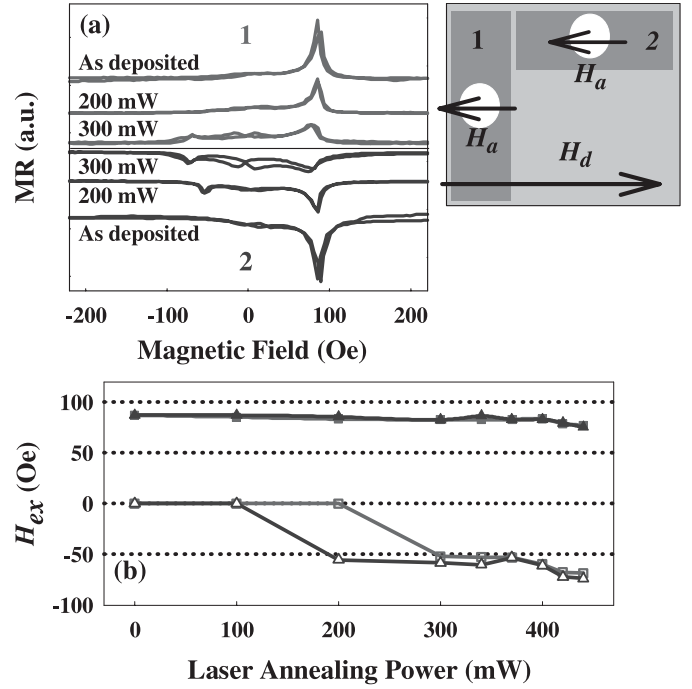 (a)
1
As deposited
200 mW
300 mW
300 mW
200 mW
As deposited
2
MR (a.u.)
-200 -100 0 100 200
Magnetic Field (Oe)
1 2
Ha
Ha
Hd
100
50
0
-50
-100
Hex (Oe)
(b)
0 100 200 300 400
Laser Annealing Power (mW)